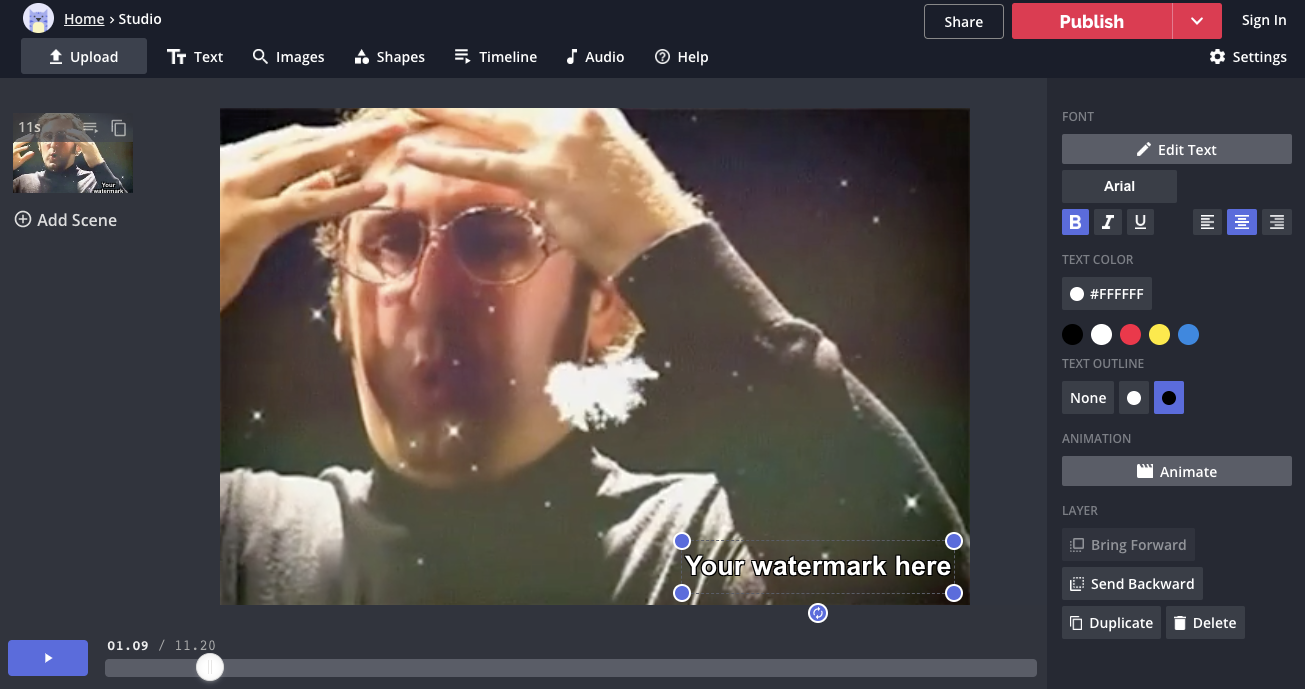 Home › Studio
Share
Publish
Sign In
Upload
Text
Images
Shapes
Timeline
Audio
Help
Settings
11s
Your
watermark
Add Scene
Your watermark here
01.09 / 11.20
FONT
Edit Text
Arial
B I U
TEXT COLOR
#FFFFFF
TEXT OUTLINE
None
ANIMATION
Animate
LAYER
Bring Forward
Send Backward
Duplicate
Delete